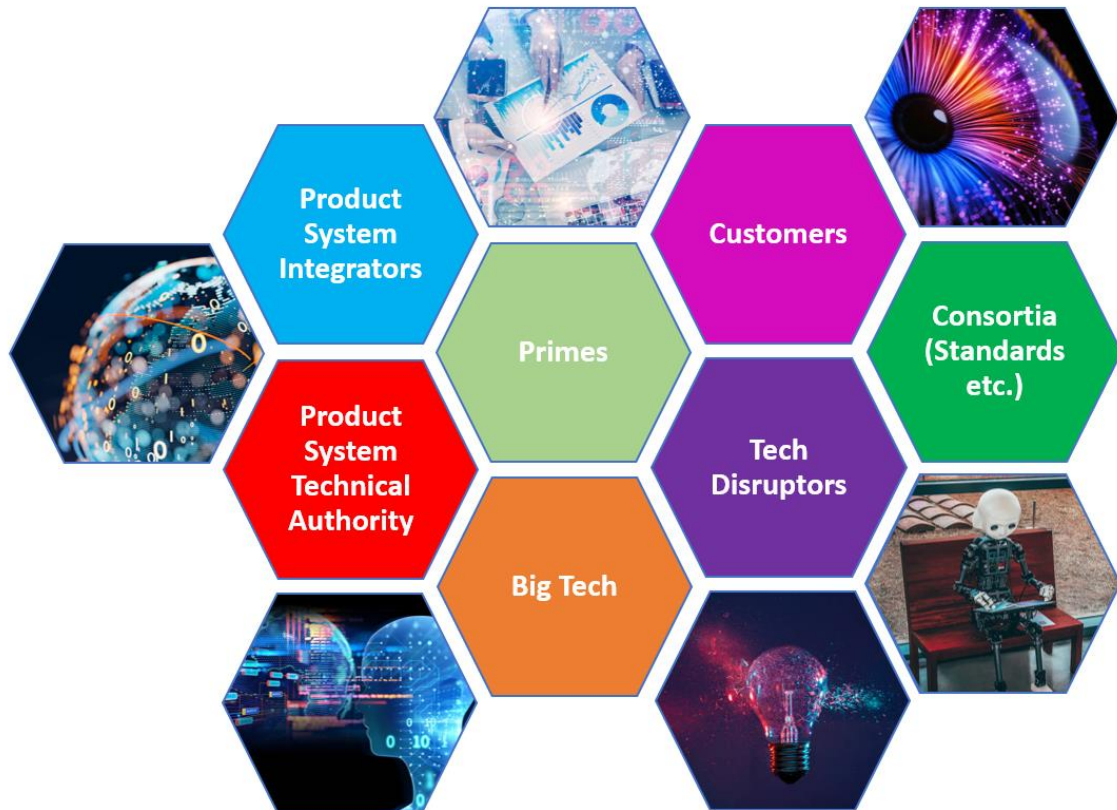 Product
System
Integrators
Customers
Primes
Consortia
(Standards
etc.)
Product
System
Technical
Authority
Tech
Disruptors
Big Tech